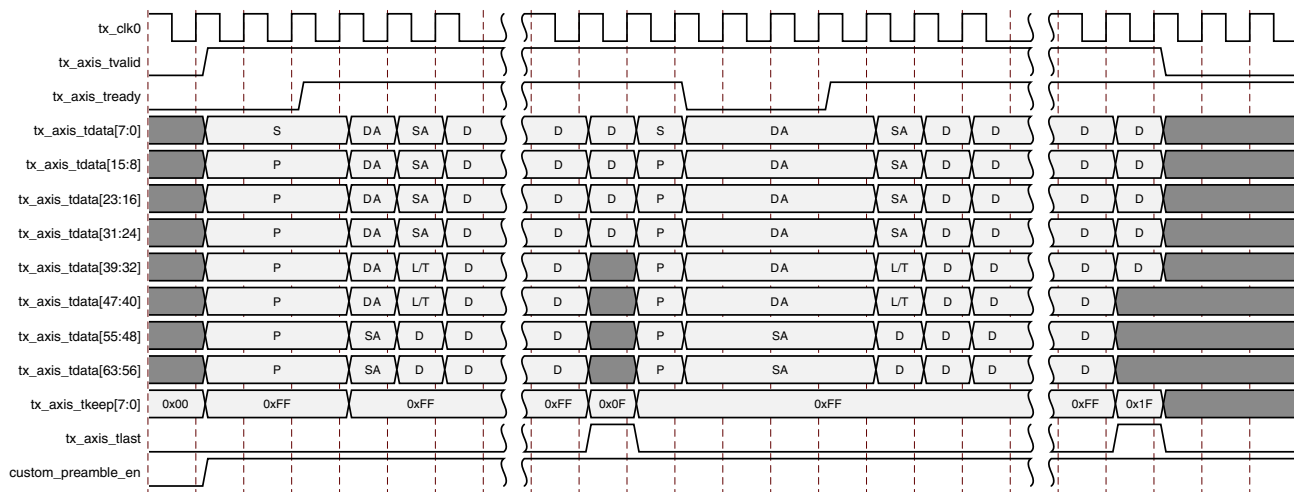 tx_clk0
tx_axis_tvalid
tx_axis_tready
tx_axis_tdata[7:0] S DA SA D D D S DA SA D D D D
tx_axis_tdata[15:8] P DA SA D D D P DA SA D D D D
tx_axis_tdata[23:16] P DA SA D D D P DA SA D D D D
tx_axis_tdata[31:24] P DA SA D D D P DA SA D D D D
tx_axis_tdata[39:32] P DA L/T D D P DA L/T D D D D
tx_axis_tdata[47:40] P DA L/T D D P DA L/T D D D
tx_axis_tdata[55:48] P SA D D D P SA D D D D
tx_axis_tdata[63:56] P SA D D D P SA D D D D
tx_axis_tkeep[7:0] 0x00 0xFF 0xFF 0xFF 0x0F 0xFF 0xFF 0x1F
tx_axis_tlast
custom_preamble_en